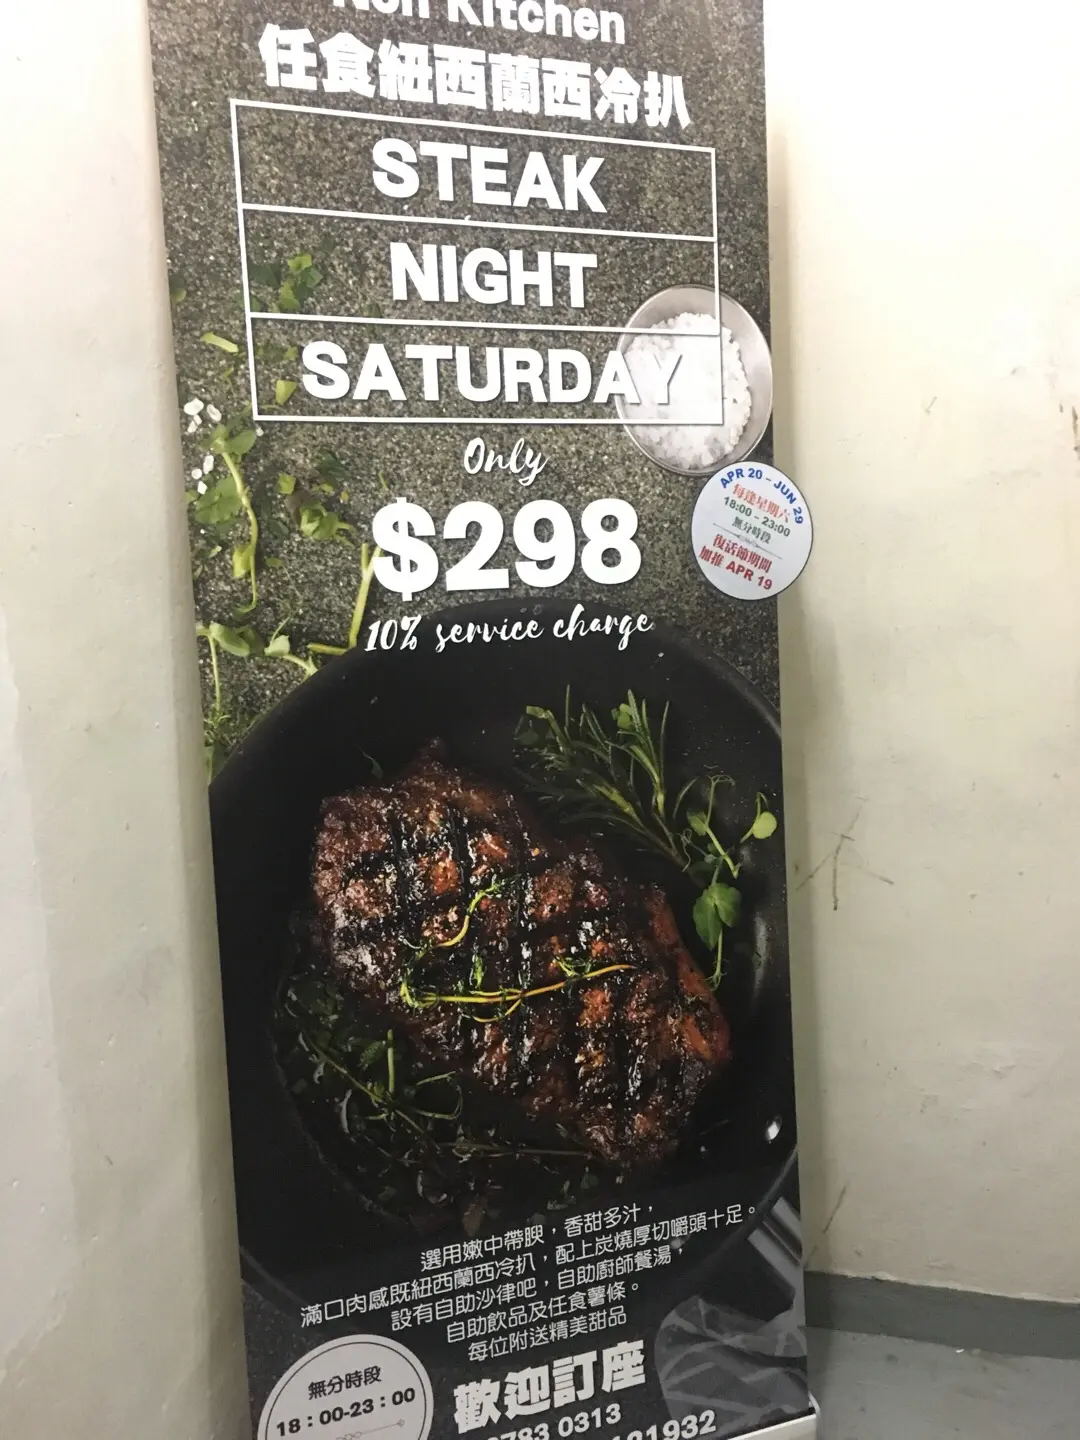 Kitchen
任食紐西蘭西冷扒
STEAK
NIGHT
SATURDAY
Only
$298
10% service charge
APR 20 - JUN 29
每逢星期六
18:00 - 23:00
無分時段
復活節期間
加推 APR 19
選用嫩中帶腴，香甜多汁，
滿口肉感既紐西蘭西冷扒，配上炭燒厚切嚼頭十足。
設有自助沙律吧，自助廚師餐湯，
自助飲品及任食薯條。
每位附送精美甜品
無分時段
18：00-23：00
歡迎訂座
783 0313
121932